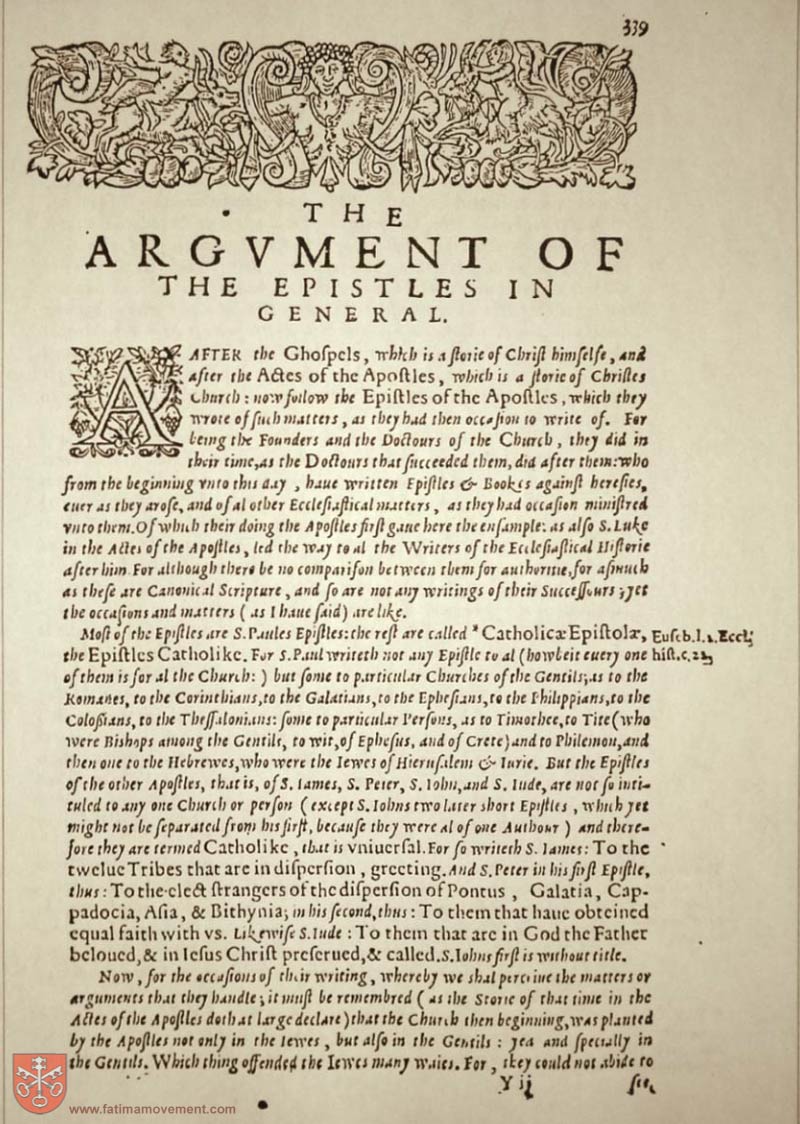 339
THE
ARGVMENT OF
THE EPISTLES IN
GENERAL.
AFTER the Ghoſpels, which is a ſtorie of Chriſt himſelfe, and
after the Actes of the Apoſtles, which is a ſtorie of Chriſtes
Church: now follow the Epiſtles of the Apoſtles, which they
wrote of ſuch matters, as they had then occaſion to write of. For
being the Founders and the Doctours of the Church, they did in
their time, as the Doctours that ſucceeded them, did after them: who
from the beginning vnto this day, haue written Epiſtles & Bookes againſt hereſies,
euer as they aroſe, and of al other Eccleſiaſtical matters, as they had occaſion miniſtred
vnto them. Of which their doing the Apoſtles firſt gaue here the enſample: as alſo S. Luke
in the Actes of the Apoſtles, led the way to al the Writers of the Eccleſiaſtical Hiſtorie
after him. For although there be no compariſon between them for authoritie, for aſmuch
as theſe are Canonical Scripture, and ſo are not any writings of their Succeſſours; yet
the occaſions and matters (as I haue ſaid) are like.
Moſt of the Epiſtles are S. Paules Epiſtles: the reſt are called * Catholicæ Epiſtolæ, Euſeb. l. 2. Eccl.
the Epiſtles Catholike. For S. Paul writeth not any Epiſtle to al (howbeit euery one hiſt. c. 22.
of them is for al the Church:) but ſome to particular Churches of the Gentils, as to the
Romanes, to the Corinthians, to the Galatians, to the Epheſians, to the Philippians, to the
Coloßians, to the Theſſalonians: ſome to particular Perſons, as to Timothee, to Tite (who
were Bishops among the Gentils, to wit, of Epheſus, and of Crete) and to Philemon, and
then one to the Hebrewes, who were the Iewes of Hieruſalem & Iurie. But the Epiſtles
of the other Apoſtles, that is, of S. Iames, S. Peter, S. Iohn, and S. Iude, are not ſo inti-
tuled to any one Church or perſon (except S. Iohns two later short Epiſtles, which yet
might not be ſeparated from his firſt, becauſe they were al of one Authour) and there-
fore they are termed Catholike, that is vniuerſal. For ſo writeth S. Iames: To the
twelue Tribes that are in diſperſion, greeting. And S. Peter in his firſt Epiſtle,
thus: To the elect ſtrangers of the diſperſion of Pontus, Galatia, Cap-
padocia, Aſia, & Bithynia; in his ſecond, thus: To them that haue obteined
equal faith with vs. Likewiſe S. Iude: To them that are in God the Father
beloued, & in Ieſus Chriſt preſerued, & called. S. Iohns firſt is without title.
Now, for the occaſions of their writing, whereby we shal perceiue the matters or
arguments that they handle; it muſt be remembred (as the Storie of that time in the
Actes of the Apoſtles doth at large declare) that the Church then beginning, was planted
by the Apoſtles not only in the Iewes, but alſo in the Gentils: yea and ſpecially in
the Gentils. Which thing offended the Iewes many waies. For, they could not abide to
Y ij ſee,
www.fatimamovement.com